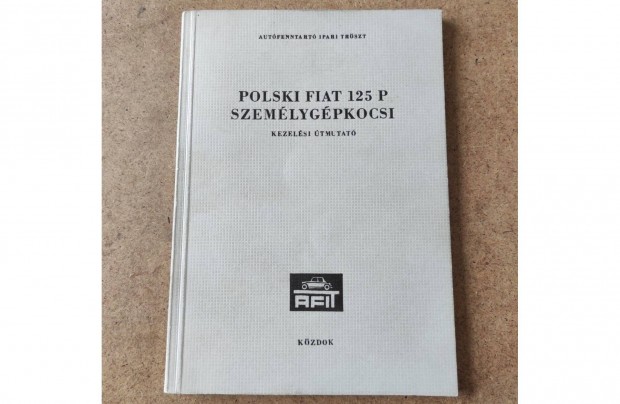 AUTÓFENNTARTÓ IPARI TRÖSZT
POLSKI FIAT 125 P
SZEMÉLYGÉPKOCSI
KEZELÉSI ÚTMUTATÓ
AFIT
KÖZDOK